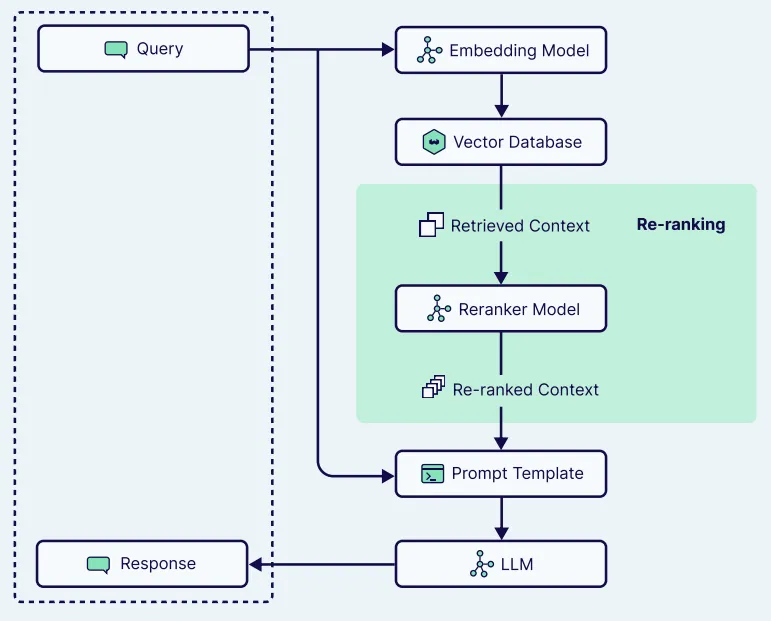 Query
Embedding Model
Vector Database
Retrieved Context
Re-ranking
Reranker Model
Re-ranked Context
Prompt Template
Response
LLM